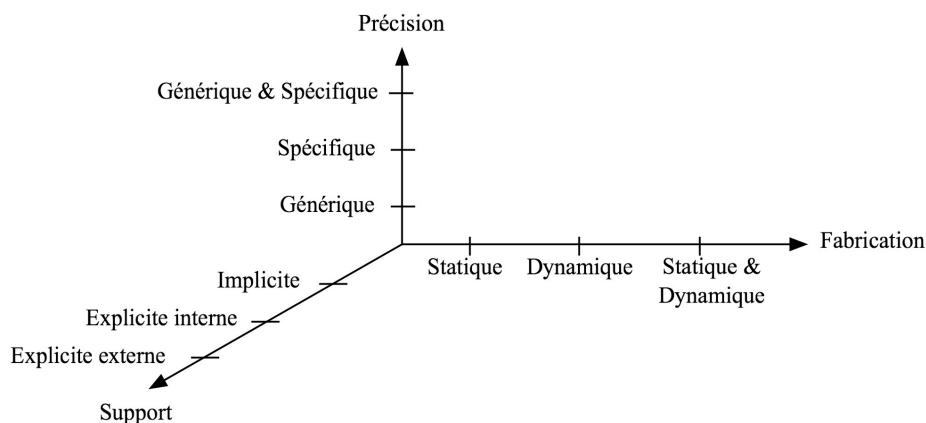 Précision
Générique & Spécifique
Spécifique
Générique
Fabrication
Statique
Dynamique
Statique &
Dynamique
Implicite
Explicite interne
Explicite externe
Support